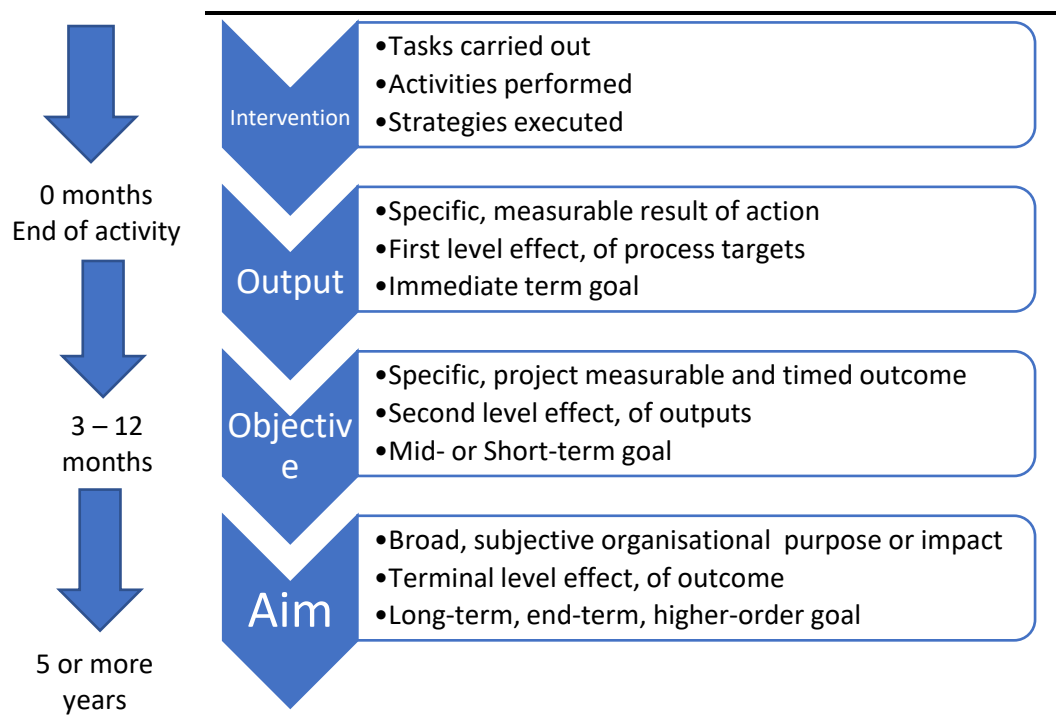 Intervention
•Tasks carried out
•Activities performed
•Strategies executed
0 months
End of activity
Output
•Specific, measurable result of action
•First level effect, of process targets
•Immediate term goal
3 – 12
months
Objectiv
e
•Specific, project measurable and timed outcome
•Second level effect, of outputs
•Mid- or Short-term goal
Aim
•Broad, subjective organisational  purpose or impact
•Terminal level effect, of outcome
•Long-term, end-term, higher-order goal
5 or more
years